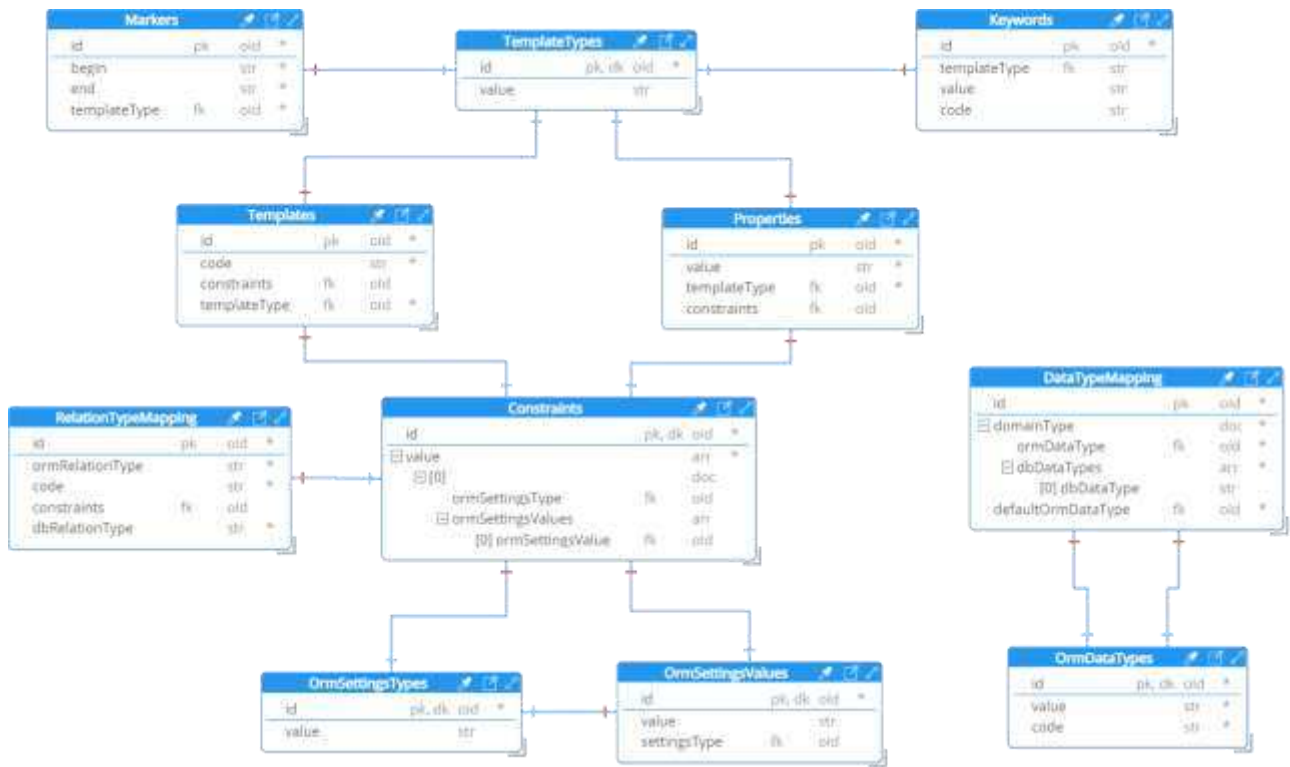 Markers
id pk oid *
begin str *
end str *
templateType fk oid *
TemplateTypes
id pk, dk oid *
value str
Keywords
id pk oid *
templateType fk str
value str
code str
Templates
id pk oid *
code str *
constraints fk oid
templateType fk oid *
Properties
id pk oid *
value str *
templateType fk oid *
constraints fk oid
RelationTypeMapping
id pk oid *
ormRelationType str *
code str *
constraints fk oid
dbRelationType str *
Constraints
id pk, dk oid *
value arr *
[0] doc
ormSettingsType fk oid
ormSettingsValues arr
[0] ormSettingsValue fk oid
DataTypeMapping
id pk oid *
domainType doc *
ormDataType fk oid *
dbDataTypes arr *
[0] dbDataType str
defaultOrmDataType fk oid *
OrmSettingsTypes
id pk, dk oid *
value str
OrmSettingsValues
id pk, dk oid *
value str
settingsType fk oid
OrmDataTypes
id pk, dk oid *
value str *
code str *